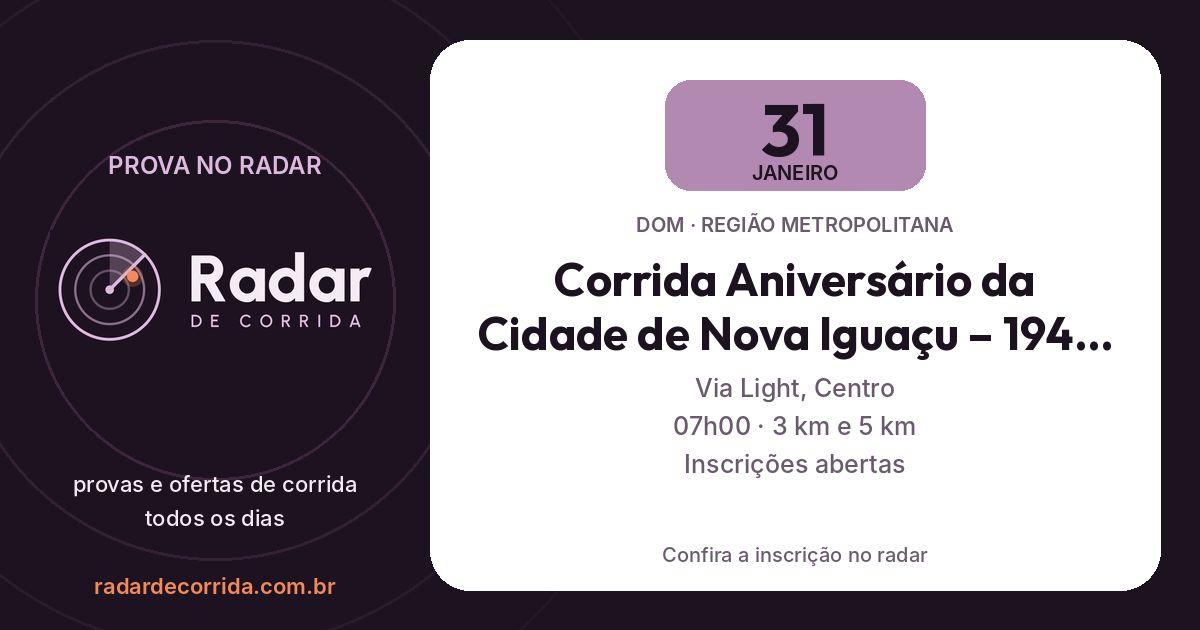 PROVA NO RADAR
Radar
DE CORRIDA
provas e ofertas de corrida
todos os dias
radardecorrida.com.br
31
JANEIRO
DOM · REGIÃO METROPOLITANA
Corrida Aniversário da
Cidade de Nova Iguaçu – 194...
Via Light, Centro
07h00 · 3 km e 5 km
Inscrições abertas
Confira a inscrição no radar